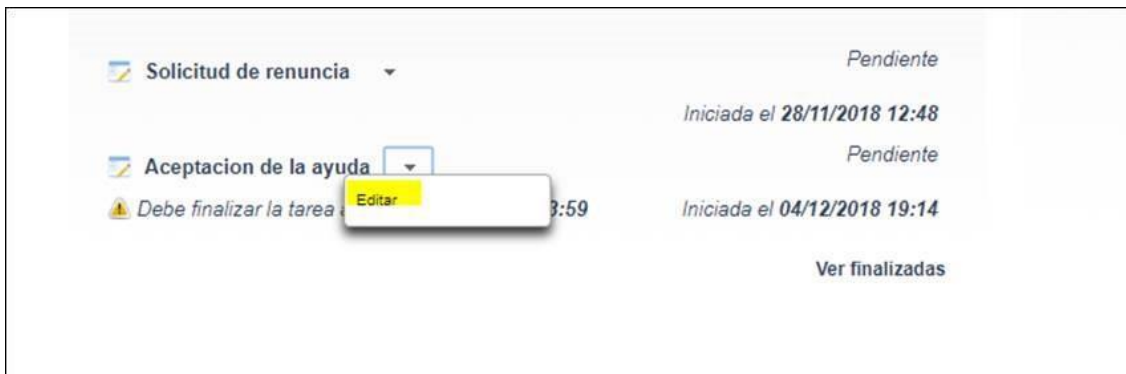 Solicitud de renuncia
Pendiente
Iniciada el 28/11/2018 12:48
Aceptacion de la ayuda
Pendiente
Editar
Debe finalizar la tarea 3:59
Iniciada el 04/12/2018 19:14
Ver finalizadas